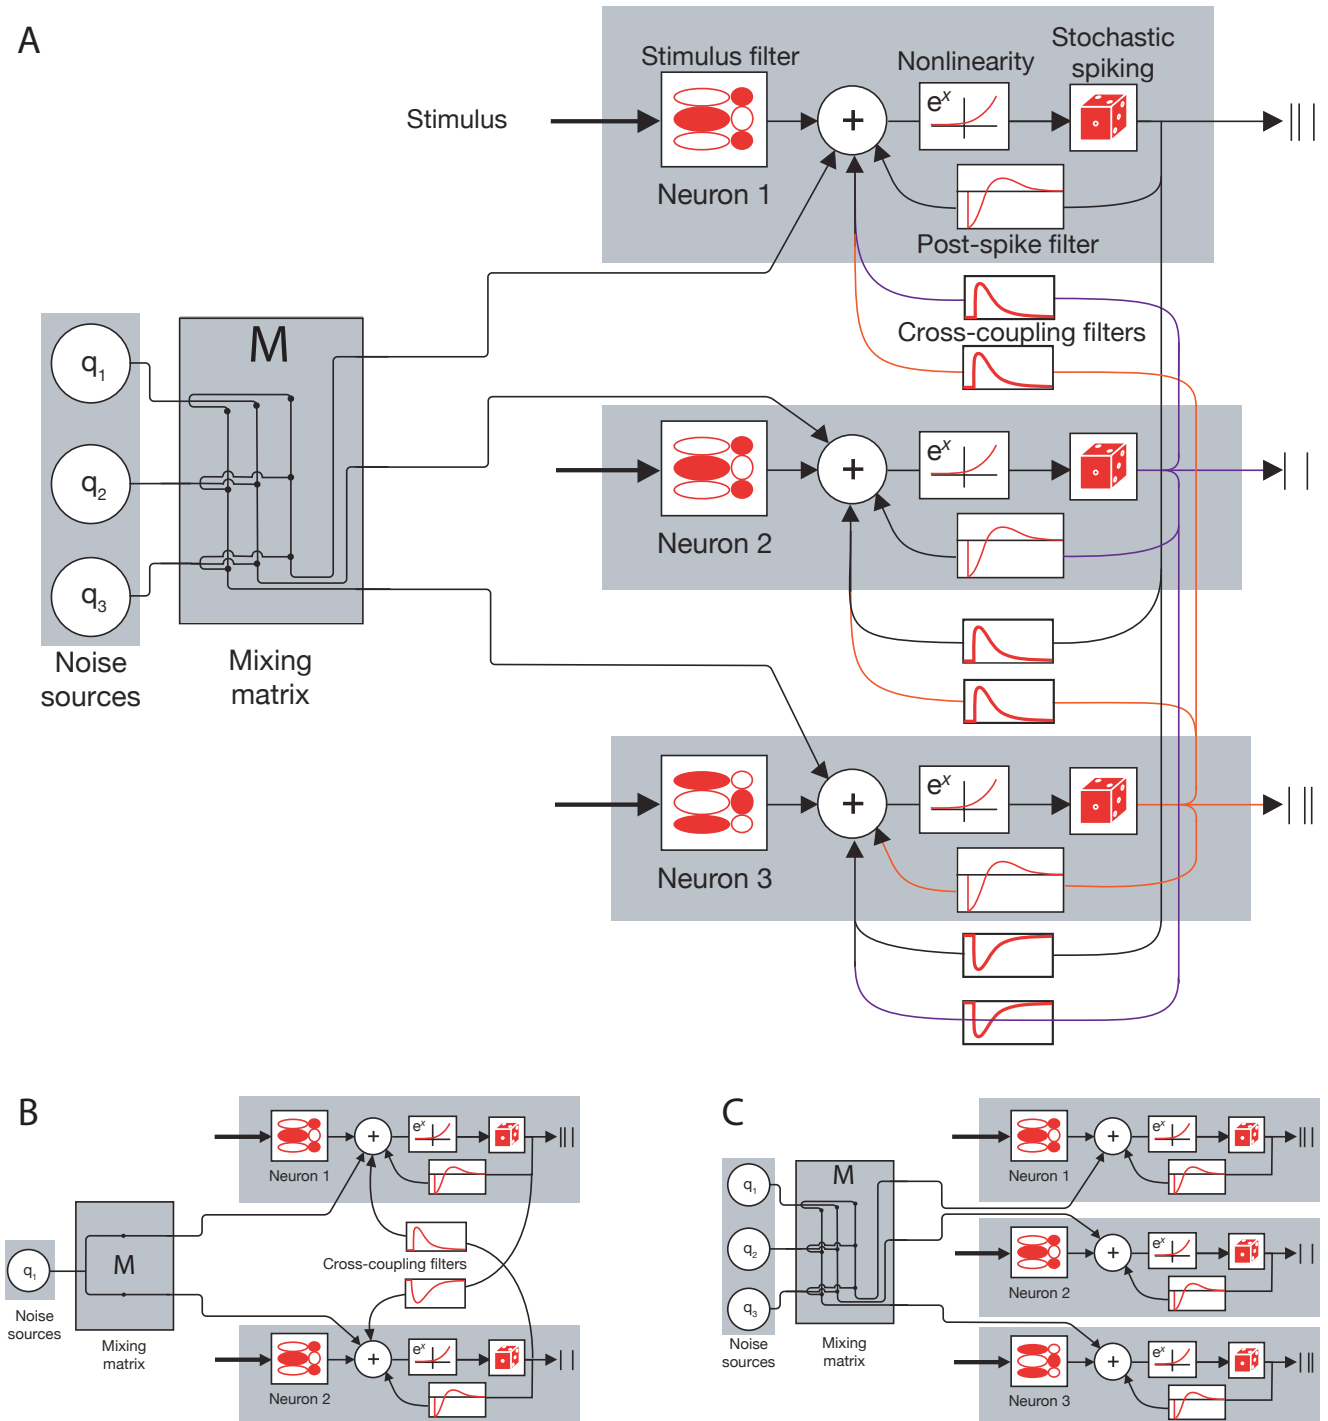 A
Stimulus filter
Nonlinearity
Stochastic
spiking
Stimulus
e^x
+
Neuron 1
Post-spike filter
Cross-coupling filters
M
q1
q2
q3
Noise
sources
Mixing
matrix
+
e^x
Neuron 2
+
e^x
Neuron 3
B
+
e^x
Neuron 1
M
q1
Cross-coupling filters
Noise
sources
Mixing
matrix
+
e^x
Neuron 2
C
+
e^x
Neuron 1
M
q1
q2
q3
Noise
sources
Mixing
matrix
+
e^x
Neuron 2
+
e^x
Neuron 3